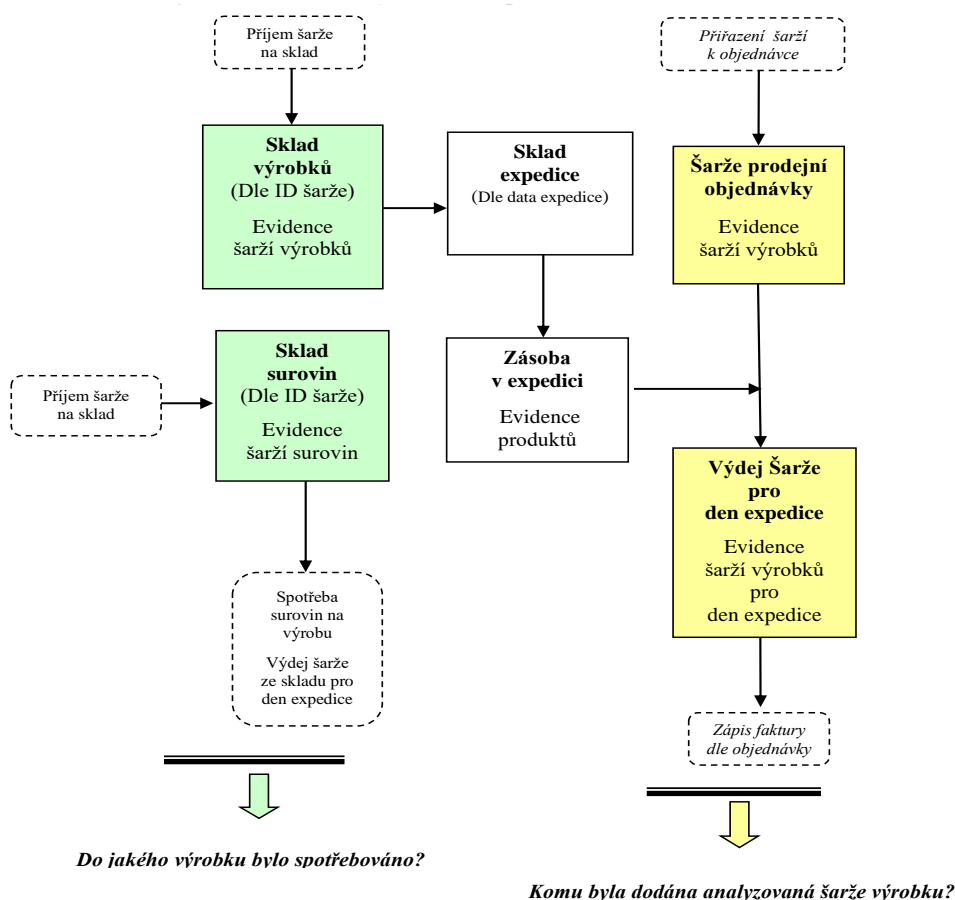 Příjem šarže
na sklad
Přiřazení šarží
k objednávce
Sklad
výrobků
(Dle ID šarže)
Evidence
šarží výrobků
Sklad
expedice
(Dle data expedice)
Šarže prodejní
objednávky
Evidence
šarží výrobků
Příjem šarže
na sklad
Sklad
surovin
(Dle ID šarže)
Evidence
šarží surovin
Zásoba
v expedici
Evidence
produktů
Výdej Šarže
pro
den expedice
Evidence
šarží výrobků
pro
den expedice
Spotřeba
surovin na
výrobu
Výdej šarže
ze skladu pro
den expedice
Zápis faktury
dle objednávky
Do jakého výrobku bylo spotřebováno?
Komu byla dodána analyzovaná šarže výrobku?